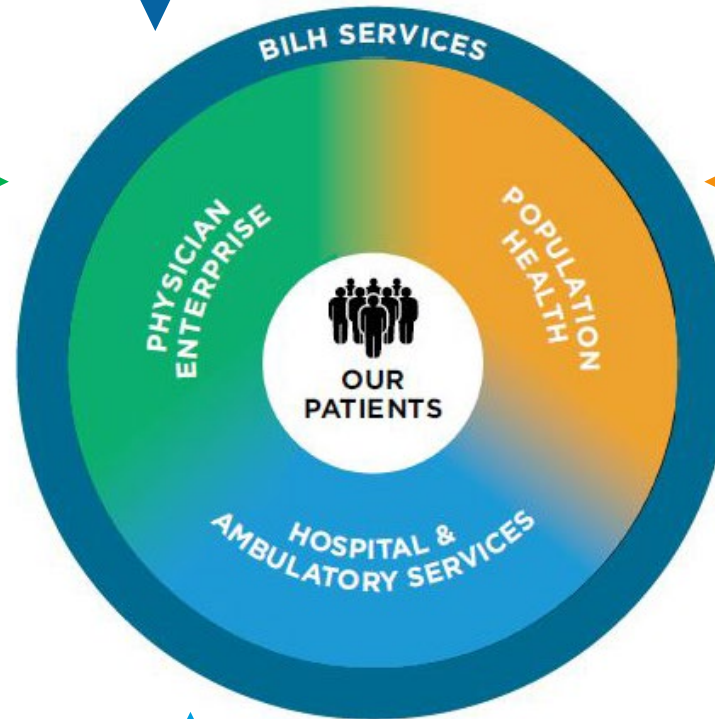 BILH SERVICES
PHYSICIAN
ENTERPRISE
POPULATION
HEALTH
OUR
PATIENTS
HOSPITAL &
AMBULATORY SERVICES